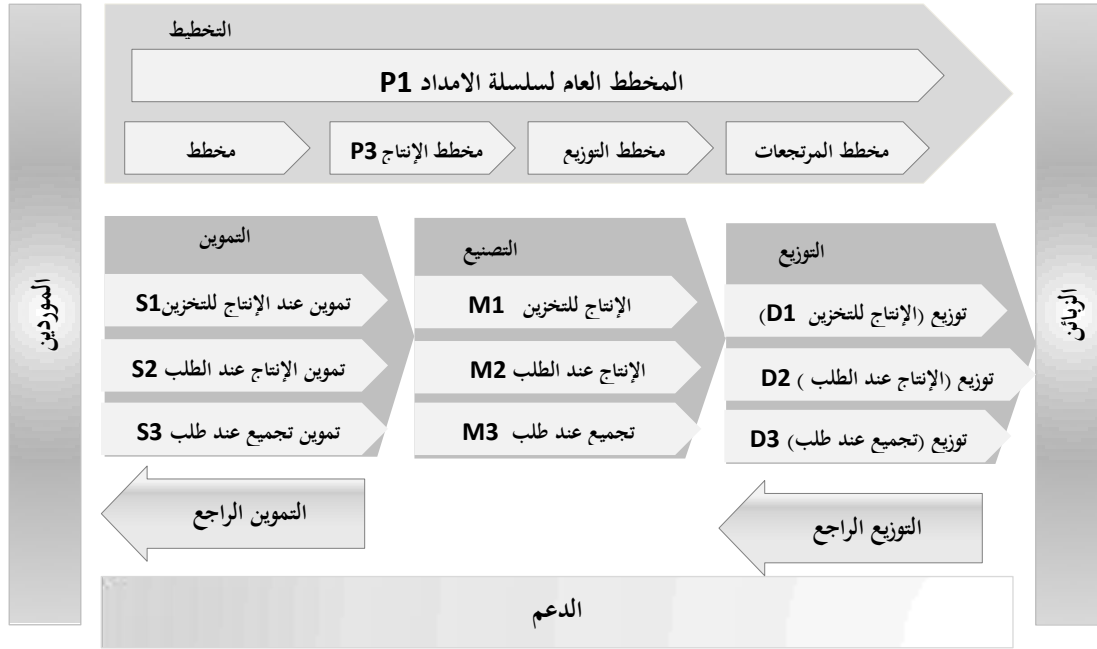 التخطيط
المخطط العام لسلسلة الامداد P1
مخطط
مخطط الإنتاج P3
مخطط التوزيع
مخطط المرتجعات
الموردين
الزبائن
التموين
تموين عند الإنتاج للتخزين S1
تموين الإنتاج عند الطلب S2
تموين تجميع عند طلب S3
التصنيع
الإنتاج للتخزين M1
الإنتاج عند الطلب M2
تجميع عند طلب M3
التوزيع
توزيع (الإنتاج للتخزين D1)
توزيع (الإنتاج عند الطلب ) D2
توزيع (تجميع عند طلب) D3
التموين الراجع
التوزيع الراجع
الدعم